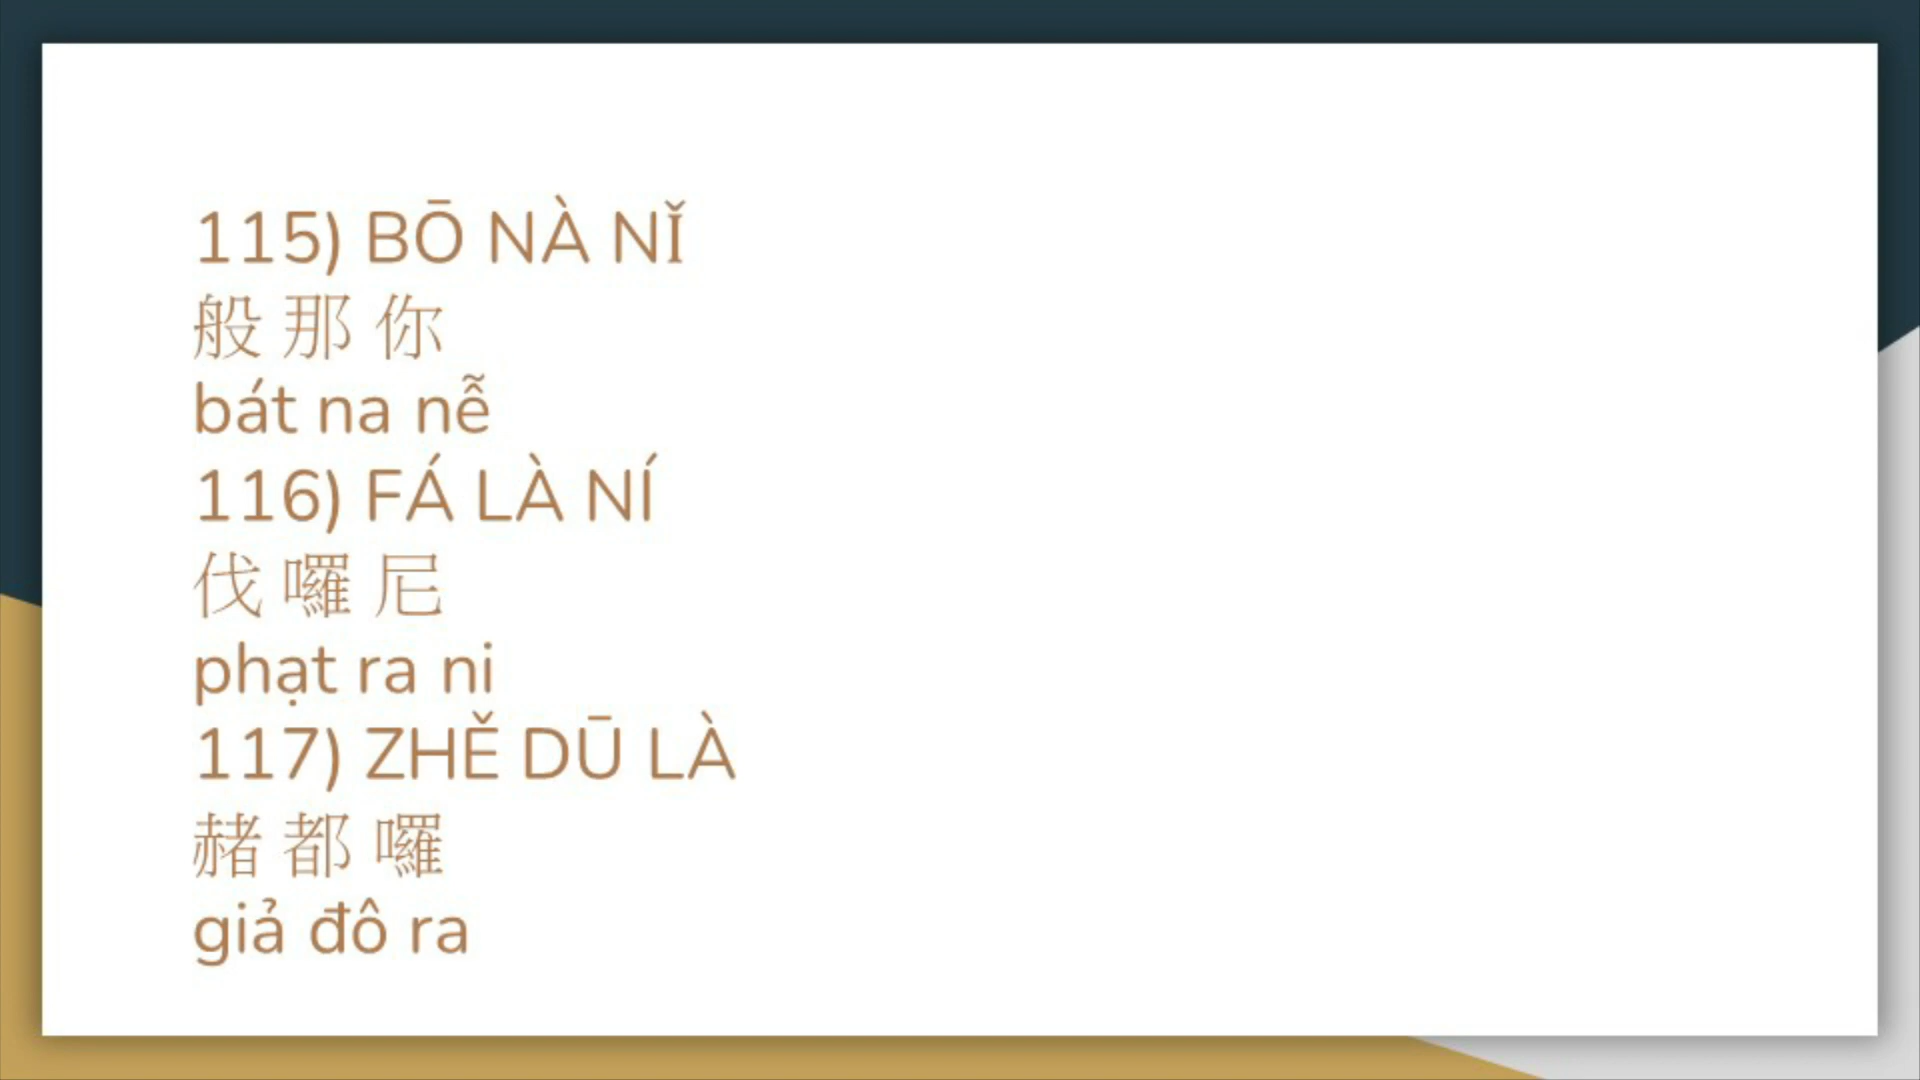 115) BŌ NÀ NǏ
般 那 你
bát na nễ
116) FÁ LÀ NÍ
伐 囉 尼
phạt ra ni
117) ZHĚ DŪ LÀ
赭 都 囉
giả đô ra